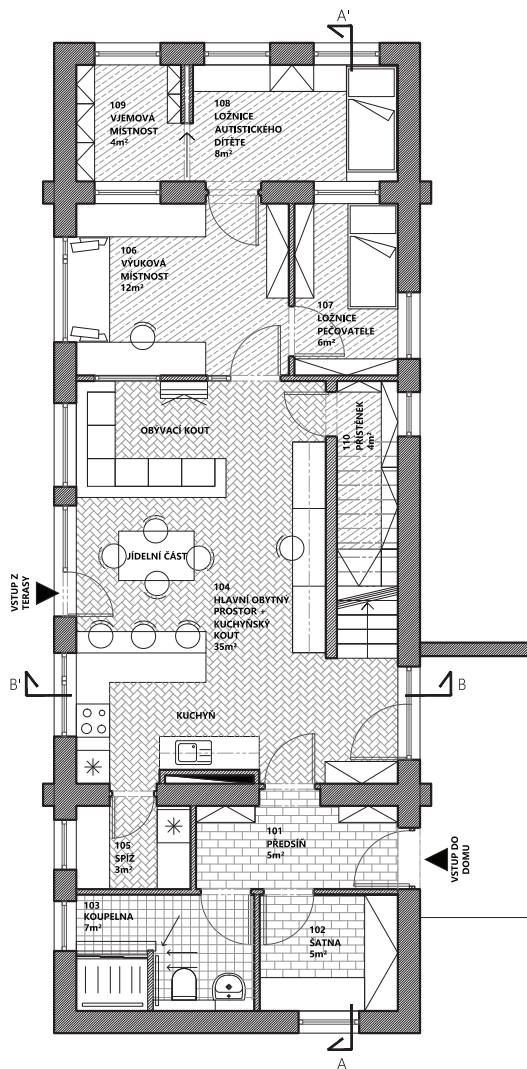 A'
109
VJEMOVÁ
MÍSTNOST
4m²
108
LOŽNICE
AUTISTICKÉHO
DÍTĚTE
8m²
106
VÝUKOVÁ
MÍSTNOST
12m²
107
LOŽNICE
PEČOVATELE
6m²
OBÝVACÍ KOUT
110
PŘÍSTĚNEK
4m²
JÍDELNÍ ČÁST
VSTUP Z
TERASY
104
HLAVNÍ OBYTNÝ
PROSTOR +
KUCHYŇSKÝ
KOUT
35m²
B'
B
KUCHYŇ
101
PŘEDSÍŇ
5m²
105
SPÍŽ
3m²
VSTUP DO
DOMU
103
KOUPELNA
7m²
102
ŠATNA
5m²
A